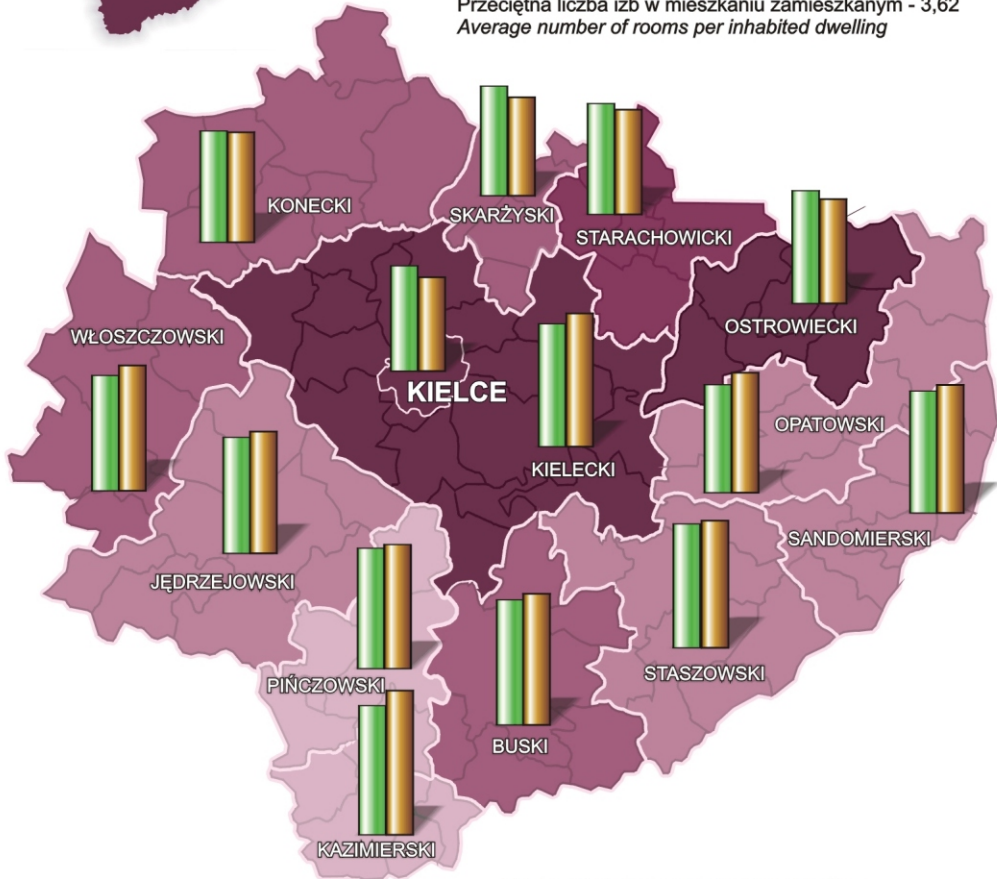 Przeciętna liczba izb w mieszkaniu zamieszkanym - 3,62
Average number of rooms per inhabited dwelling
KONECKI
SKARŻYSKI
STARACHOWICKI
OSTROWIECKI
WŁOSZCZOWSKI
KIELCE
OPATOWSKI
KIELECKI
SANDOMIERSKI
JĘDRZEJOWSKI
STASZOWSKI
PIŃCZOWSKI
BUSKI
KAZIMIERSKI